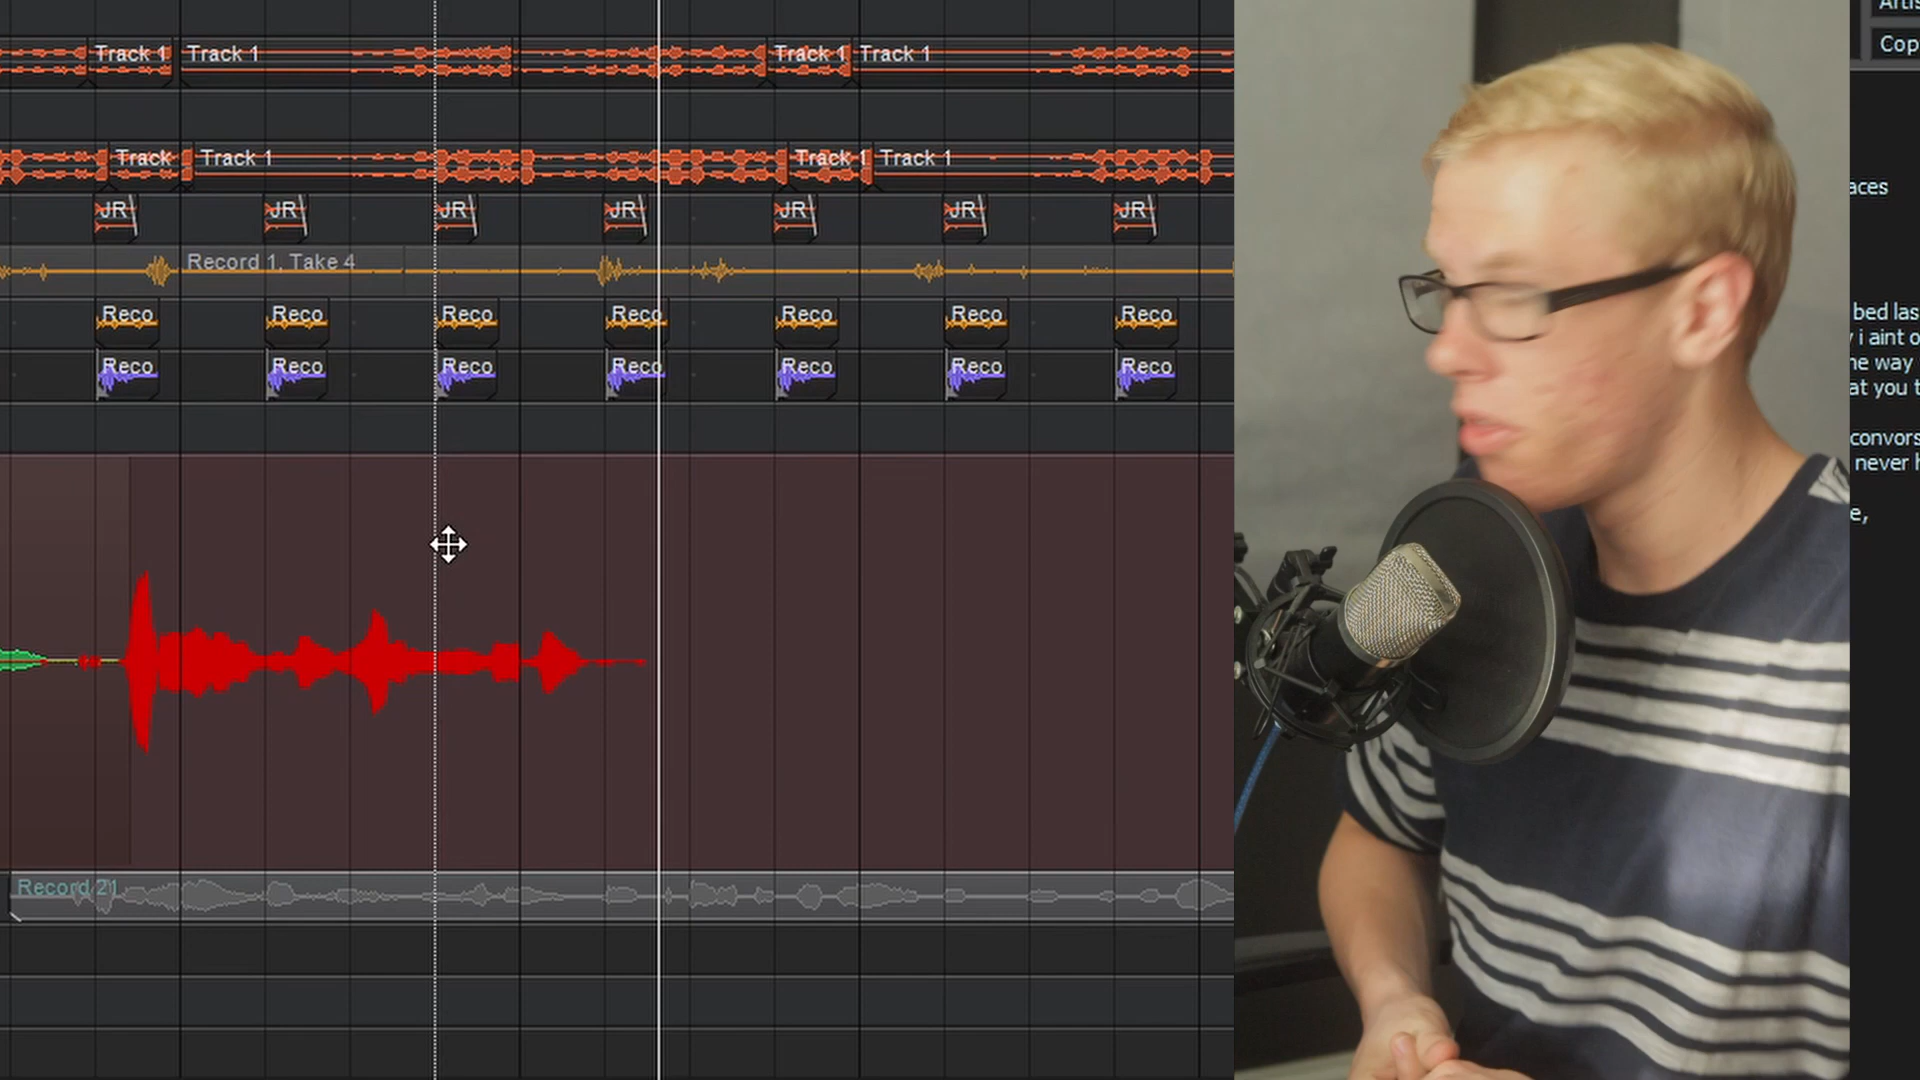 Artis
Cop
Track 1 Track 1 Track 1 Track 1
Track Track 1 Track 1 Track 1
aces
JR JR JR JR JR JR JR
Record 1, Take 4
Reco Reco Reco Reco Reco Reco Reco
bed las
i aint o
he way
at you t
Reco Reco Reco Reco Reco Reco Reco
convors
never h
e,
Record 21